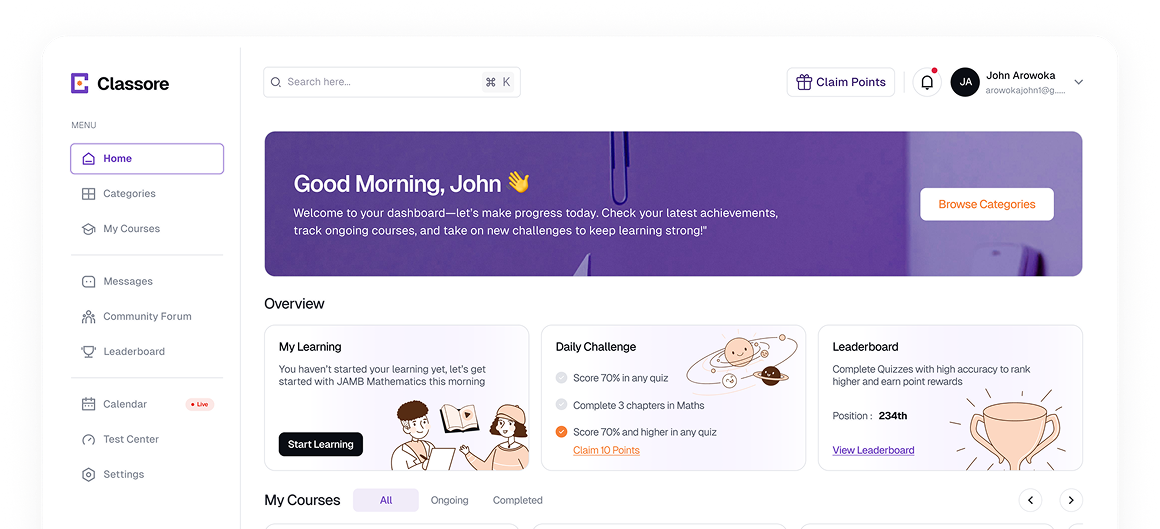 Classore
Search here...
⌘ K
Claim Points
JA
John Arowoka
arowokajohn1@g.....
MENU
Home
Categories
My Courses
Messages
Community Forum
Leaderboard
Calendar
Live
Test Center
Settings
Good Morning, John 👋
Welcome to your dashboard—let's make progress today. Check your latest achievements,
track ongoing courses, and take on new challenges to keep learning strong!"
Browse Categories
Overview
My Learning
You haven't started your learning yet, let's get
started with JAMB Mathematics this morning
Start Learning
Daily Challenge
Score 70% in any quiz
Complete 3 chapters in Maths
Score 70% and higher in any quiz
Claim 10 Points
Leaderboard
Complete Quizzes with high accuracy to rank
higher and earn point rewards
Position : 234th
View Leaderboard
My Courses
All
Ongoing
Completed